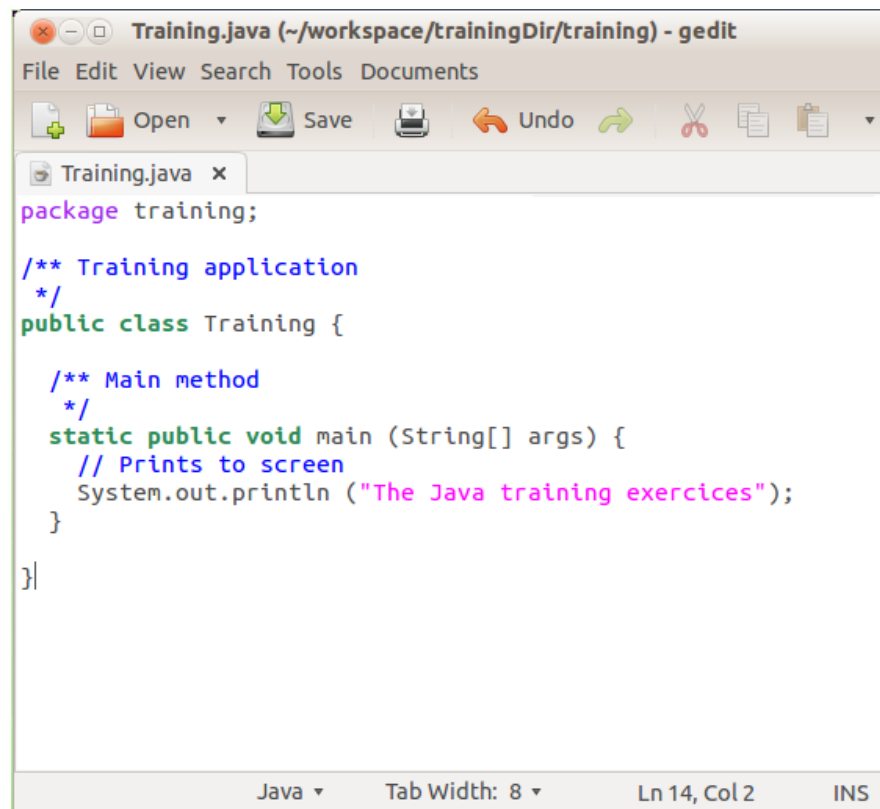 Training.java (~/workspace/trainingDir/training) - gedit
File Edit View Search Tools Documents
Open Save Undo
Training.java
package training;
/** Training application
 */
public class Training {
  /** Main method
   */
  static public void main (String[] args) {
    // Prints to screen
    System.out.println ("The Java training exercices");
  }
}
Java Tab Width: 8 Ln 14, Col 2 INS